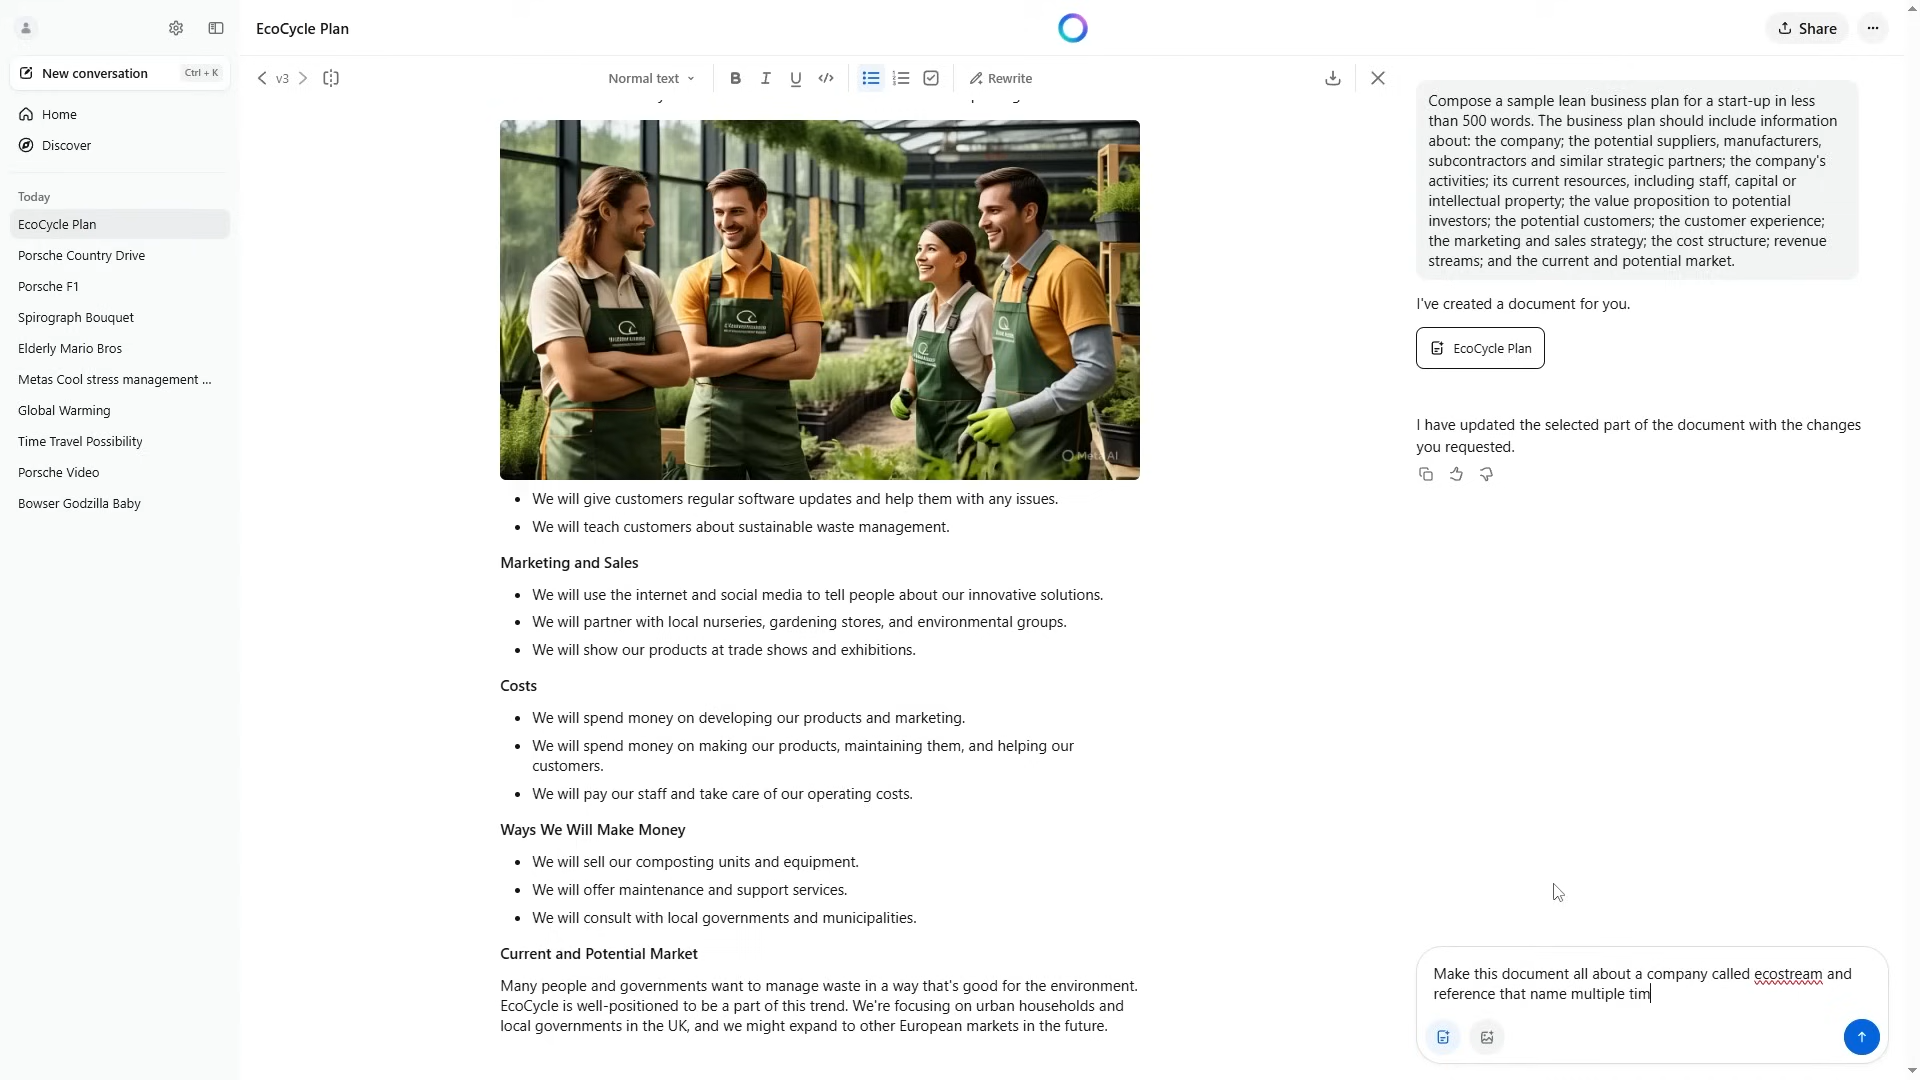 EcoCycle Plan
Share
New conversation
Ctrl + K
v3
Normal text
B
I
U
</>
Rewrite
Home
Discover
Today
EcoCycle Plan
Porsche Country Drive
Porsche F1
Spirograph Bouquet
Elderly Mario Bros
Metas Cool stress management ...
Global Warming
Time Travel Possibility
Porsche Video
Bowser Godzilla Baby
Meta AI
• We will give customers regular software updates and help them with any issues.
• We will teach customers about sustainable waste management.
Marketing and Sales
• We will use the internet and social media to tell people about our innovative solutions.
• We will partner with local nurseries, gardening stores, and environmental groups.
• We will show our products at trade shows and exhibitions.
Costs
• We will spend money on developing our products and marketing.
• We will spend money on making our products, maintaining them, and helping our
customers.
• We will pay our staff and take care of our operating costs.
Ways We Will Make Money
• We will sell our composting units and equipment.
• We will offer maintenance and support services.
• We will consult with local governments and municipalities.
Current and Potential Market
Many people and governments want to manage waste in a way that's good for the environment.
EcoCycle is well-positioned to be a part of this trend. We're focusing on urban households and
local governments in the UK, and we might expand to other European markets in the future.
Compose a sample lean business plan for a start-up in less
than 500 words. The business plan should include information
about: the company; the potential suppliers, manufacturers,
subcontractors and similar strategic partners; the company's
activities; its current resources, including staff, capital or
intellectual property; the value proposition to potential
investors; the potential customers; the customer experience;
the marketing and sales strategy; the cost structure; revenue
streams; and the current and potential market.
I've created a document for you.
EcoCycle Plan
I have updated the selected part of the document with the changes
you requested.
Make this document all about a company called ecostream and
reference that name multiple tim